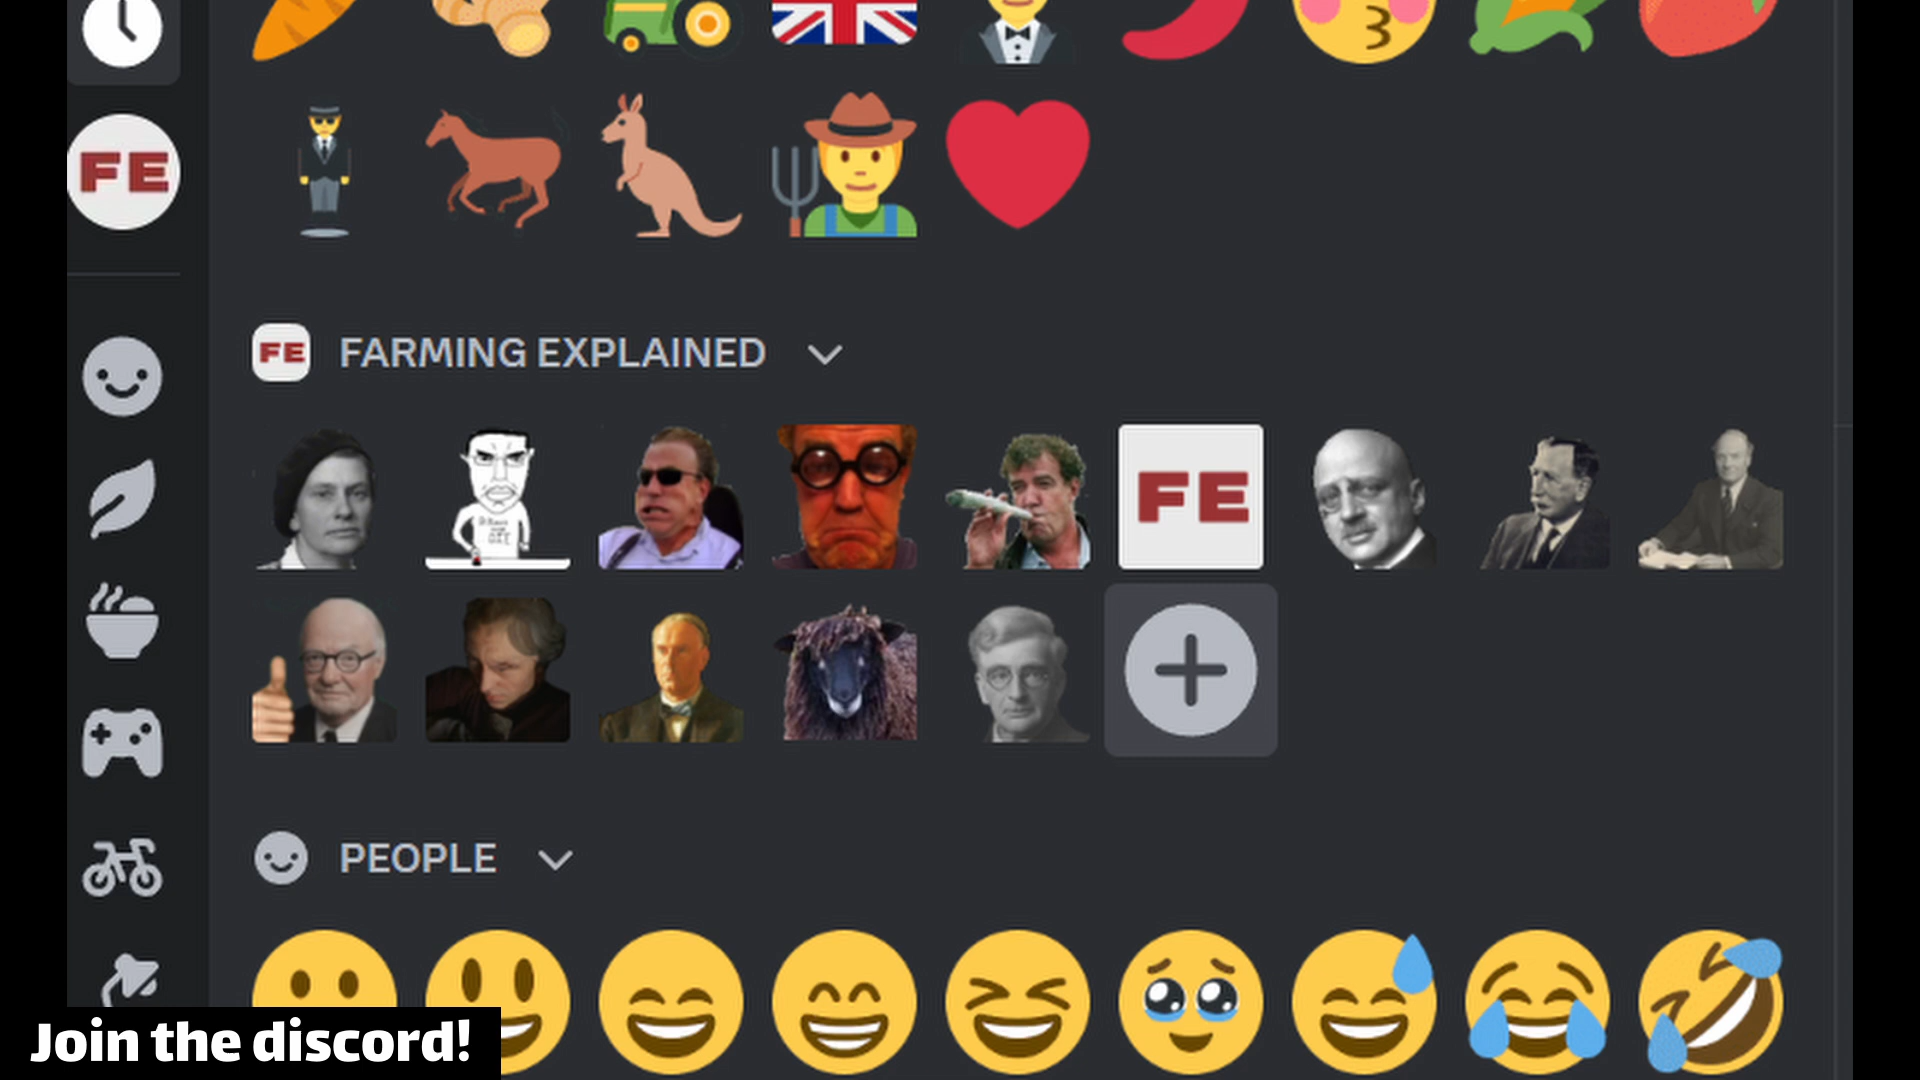 FE
FE FARMING EXPLAINED
FE
PEOPLE
Join the discord!